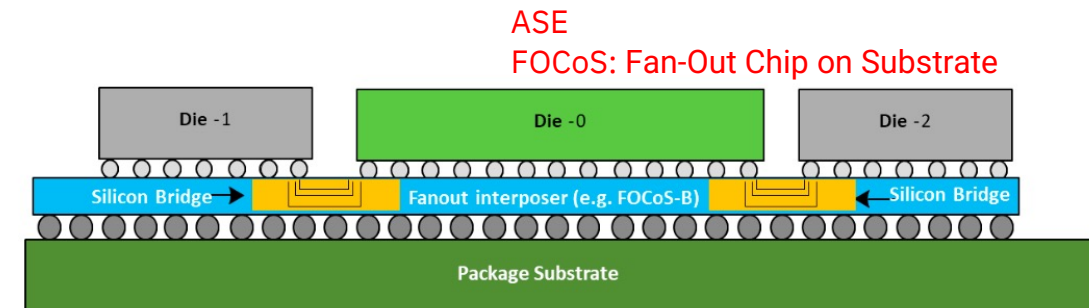 ASE
FOCoS: Fan-Out Chip on Substrate
Die -1
Die -0
Die -2
Silicon Bridge
Fanout interposer (e.g. FOCoS-B)
Silicon Bridge
Package Substrate